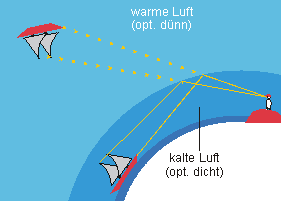 warme Luft
(opt. dünn)
kalte Luft
(opt. dicht)